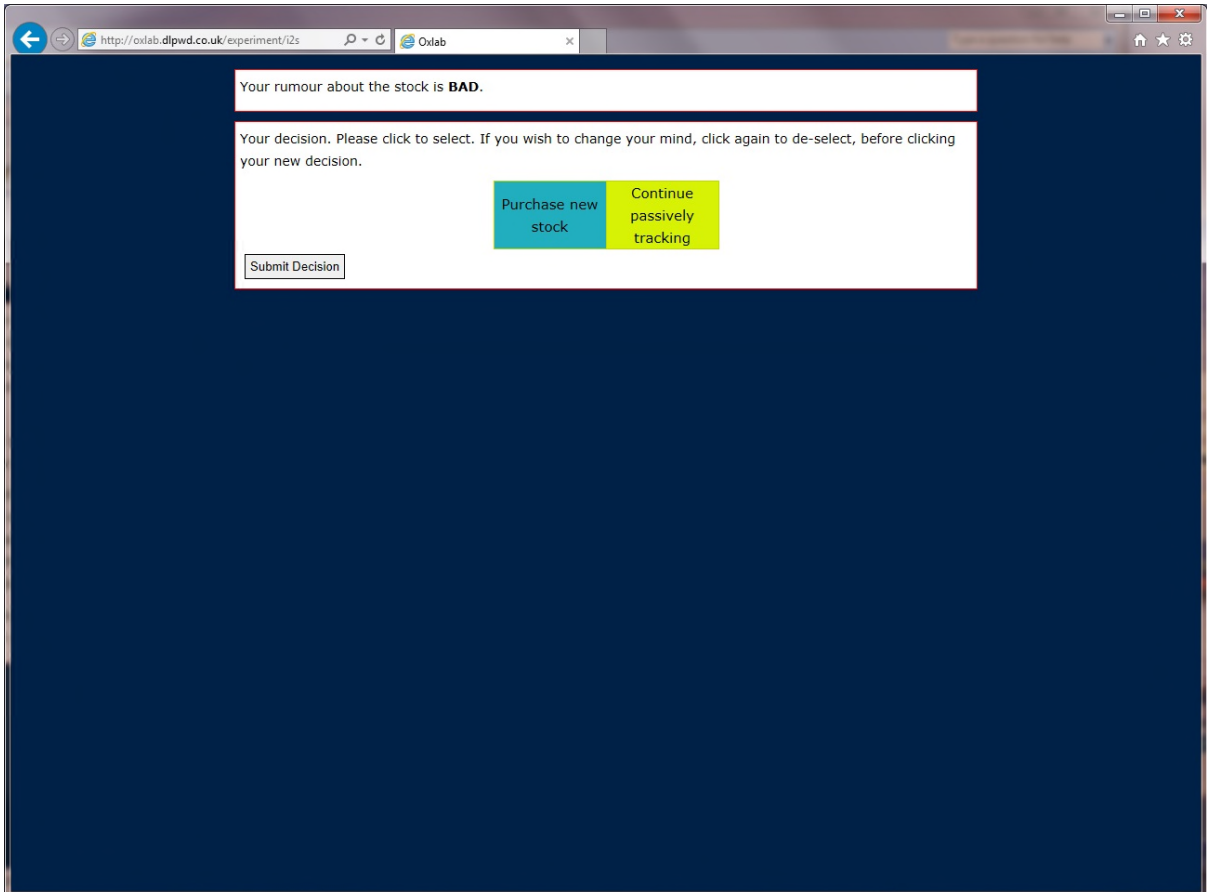 http://oxlab.dlpwd.co.uk/experiment/i2s
Oxlab
Your rumour about the stock is BAD.
Your decision. Please click to select. If you wish to change your mind, click again to de-select, before clicking
your new decision.
Purchase new
stock
Continue
passively
tracking
Submit Decision